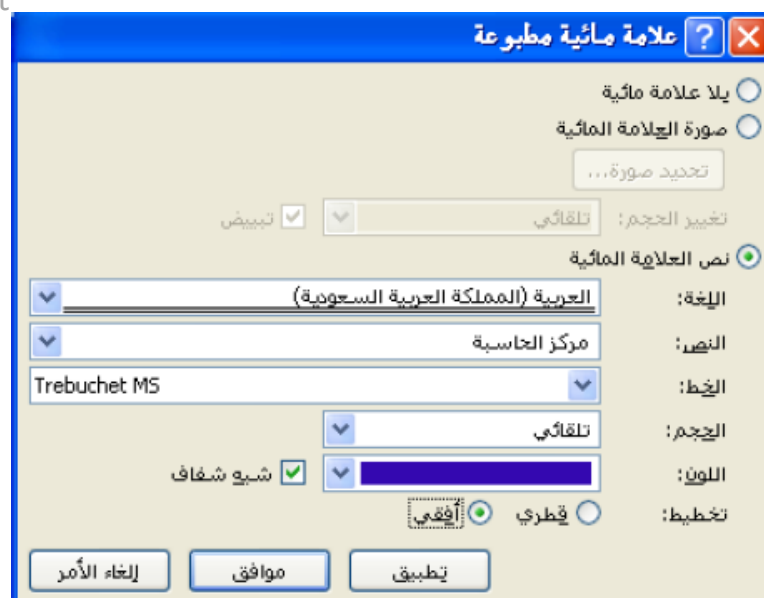 علامة مائية مطبوعة
بلا علامة مائية
صورة العلامة المائية
تحديد صورة...
تغيير الحجم: تلقائي تبييض
نص العلامة المائية
اللغة: العربية (المملكة العربية السعودية)
النص: مركز الحاسبة
الخط: Trebuchet MS
الحجم: تلقائي
اللون: شبه شفاف
تخطيط: قطري أفقي
تطبيق موافق إلغاء الأمر